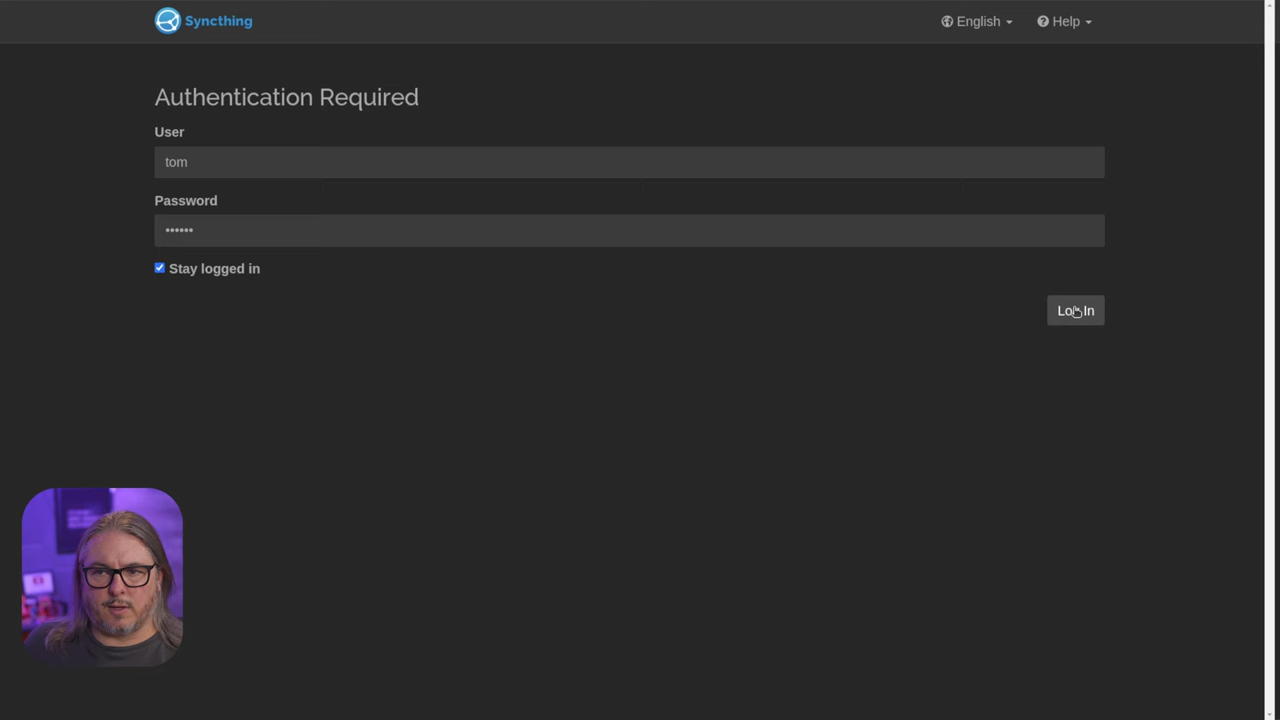 Syncthing
English
Help
Authentication Required
User
tom
Password
••••••
Stay logged in
Log In